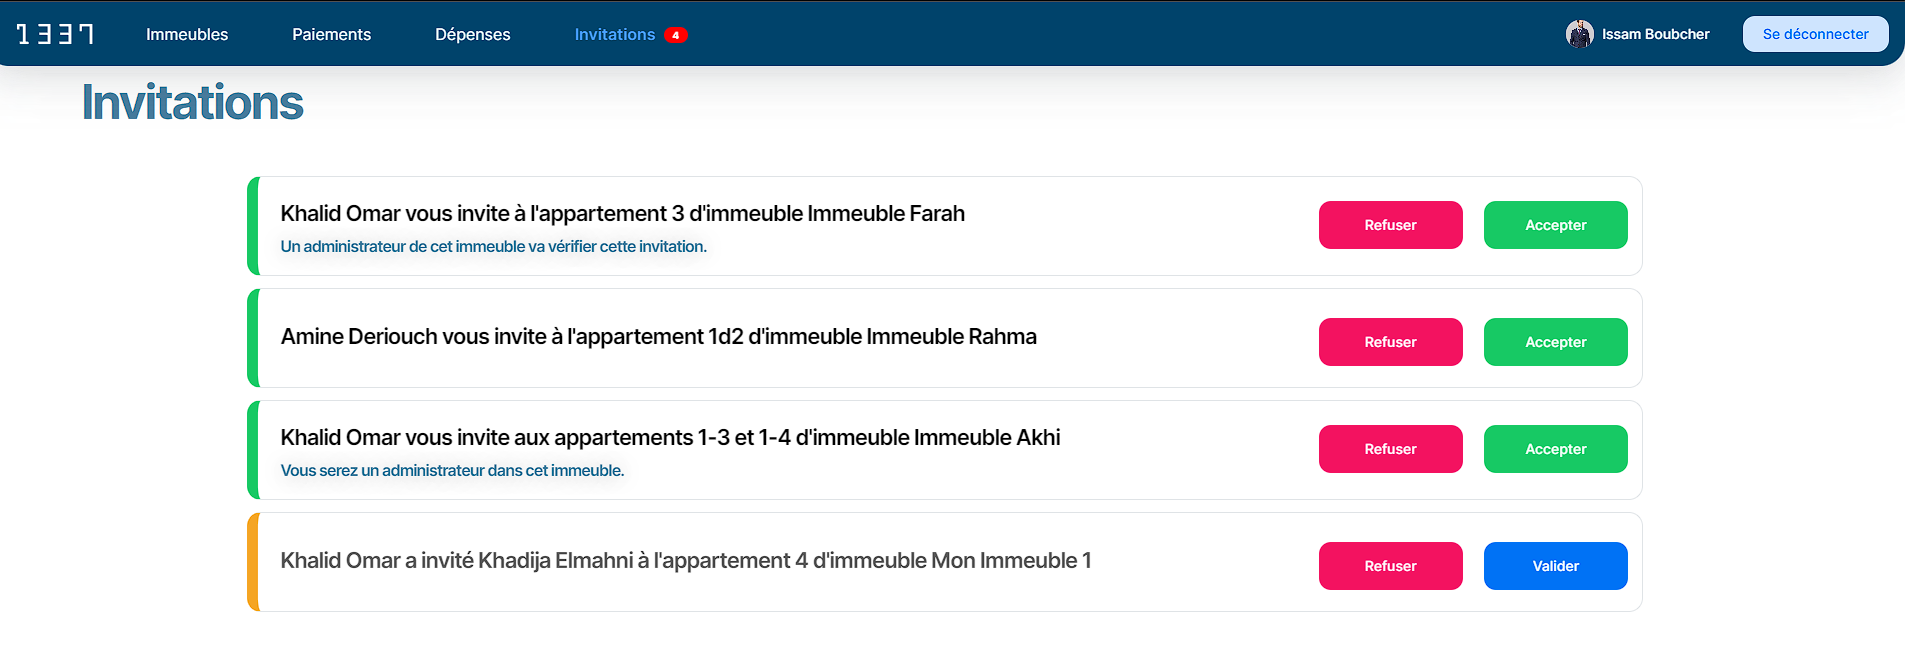 1337 Immeubles Paiements Dépenses Invitations 4 Issam Boubcher Se déconnecter
Invitations
Khalid Omar vous invite à l'appartement 3 d'immeuble Immeuble Farah
Un administrateur de cet immeuble va vérifier cette invitation.
Refuser Accepter
Amine Deriouch vous invite à l'appartement 1d2 d'immeuble Immeuble Rahma
Refuser Accepter
Khalid Omar vous invite aux appartements 1-3 et 1-4 d'immeuble Immeuble Akhi
Vous serez un administrateur dans cet immeuble.
Refuser Accepter
Khalid Omar a invité Khadija Elmahni à l'appartement 4 d'immeuble Mon Immeuble 1
Refuser Valider